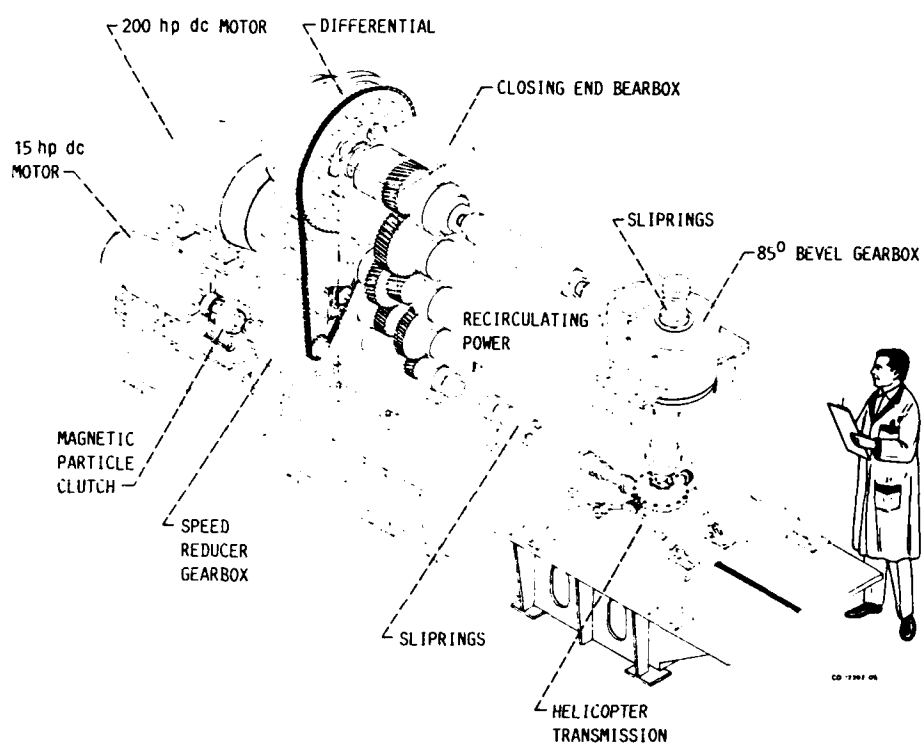 200 hp dc MOTOR
DIFFERENTIAL
CLOSING END BEARBOX
15 hp dc
MOTOR
SLIPRINGS
85⁰ BEVEL GEARBOX
RECIRCULATING
POWER
MAGNETIC
PARTICLE
CLUTCH
SPEED
REDUCER
GEARBOX
SLIPRINGS
HELICOPTER
TRANSMISSION